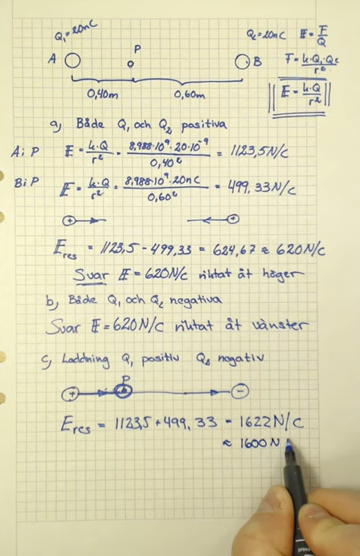 Q₁=20nC
Q₂=20nC E=F/Q
P
A B
F=k·Q₁·Q₂/r²
0,40m 0,60m
E=k·Q/r²
a) Både Q₁ och Q₂ positiva
A i P E=k·Q/r²=8,988·10⁹·20·10⁻⁹/0,40²=1123,5N/C
B i P E=k·Q/r²=8,988·10⁹·20nC/0,60²=499,33N/C
+ +
Eres=1123,5-499,33=624,67≈620N/C
Svar E=620N/C riktat åt höger
b) Både Q₁ och Q₂ negativa
Svar E=620N/C riktat åt vänster
c) Laddning Q₁ positiv Q₂ negativ
P
+ -
Eres=1123,5+499,33=1622N/C
≈1600N